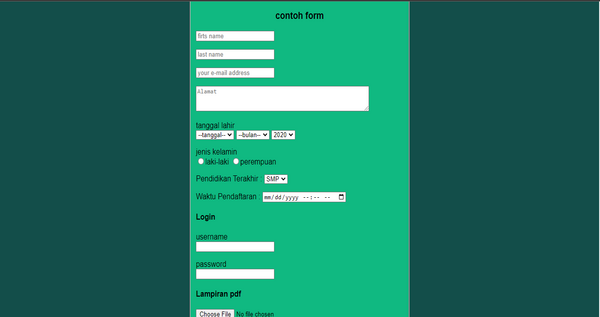 contoh form
firts name
last name
your e-mail address
Alamat
tanggal lahir
--tanggal-- --bulan-- 2020
jenis kelamin
laki-laki perempuan
Pendidikan Terakhir : SMP
Waktu Pendaftaran : mm/dd/yyyy --:-- --
Login
username
password
Lampiran pdf
Choose File No file chosen